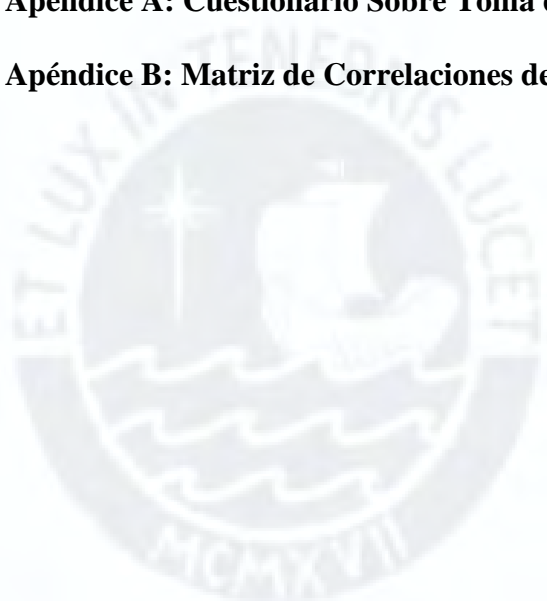 Apéndice A: Cuestionario Sobre Toma
Apéndice B: Matriz de Correlaciones de
ET LUX IN TENEBRIS LUCET
MCMXVII